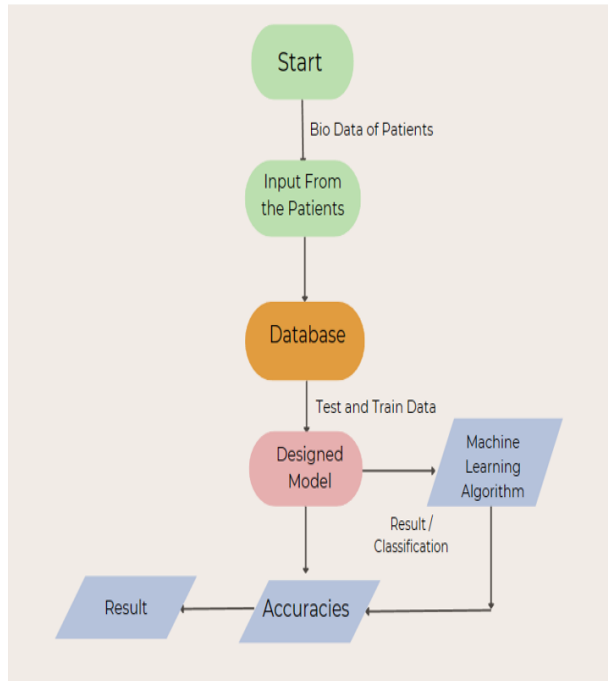 Start
Bio Data of Patients
Input From
the Patients
Database
Test and Train Data
Designed
Model
Machine
Learning
Algorithm
Result /
Classification
Accuracies
Result